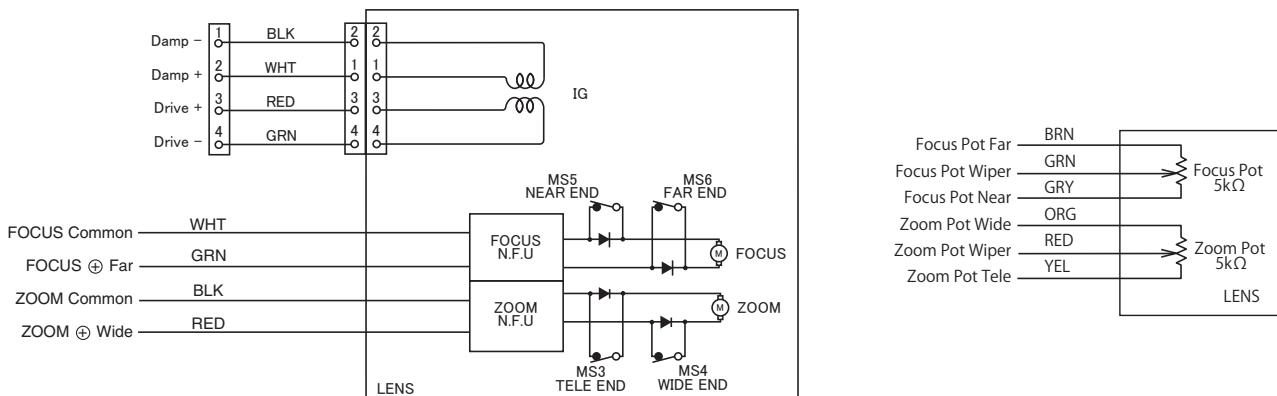 Damp − 1 BLK 2 2
Damp + 2 WHT 1 1
Drive + 3 RED 3 3
Drive − 4 GRN 4 4
IG
MS5
NEAR END
MS6
FAR END
FOCUS Common WHT
FOCUS ⊕ Far GRN
FOCUS
N.F.U
M FOCUS
ZOOM Common BLK
ZOOM ⊕ Wide RED
ZOOM
N.F.U
M ZOOM
MS3
TELE END
MS4
WIDE END
LENS
Focus Pot Far BRN
Focus Pot Wiper GRN
Focus Pot Near GRY
Focus Pot
5kΩ
Zoom Pot Wide ORG
Zoom Pot Wiper RED
Zoom Pot Tele YEL
Zoom Pot
5kΩ
LENS